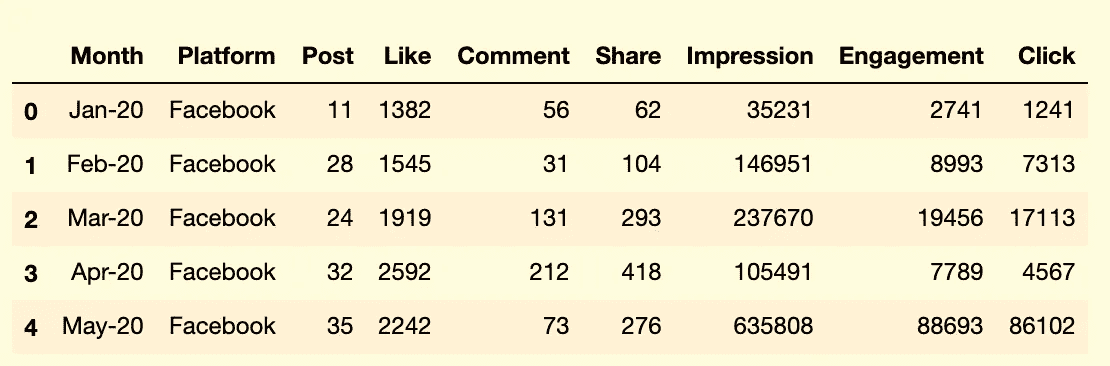 Month Platform Post Like Comment Share Impression Engagement Click
0 Jan-20 Facebook 11 1382 56 62 35231 2741 1241
1 Feb-20 Facebook 28 1545 31 104 146951 8993 7313
2 Mar-20 Facebook 24 1919 131 293 237670 19456 17113
3 Apr-20 Facebook 32 2592 212 418 105491 7789 4567
4 May-20 Facebook 35 2242 73 276 635808 88693 86102